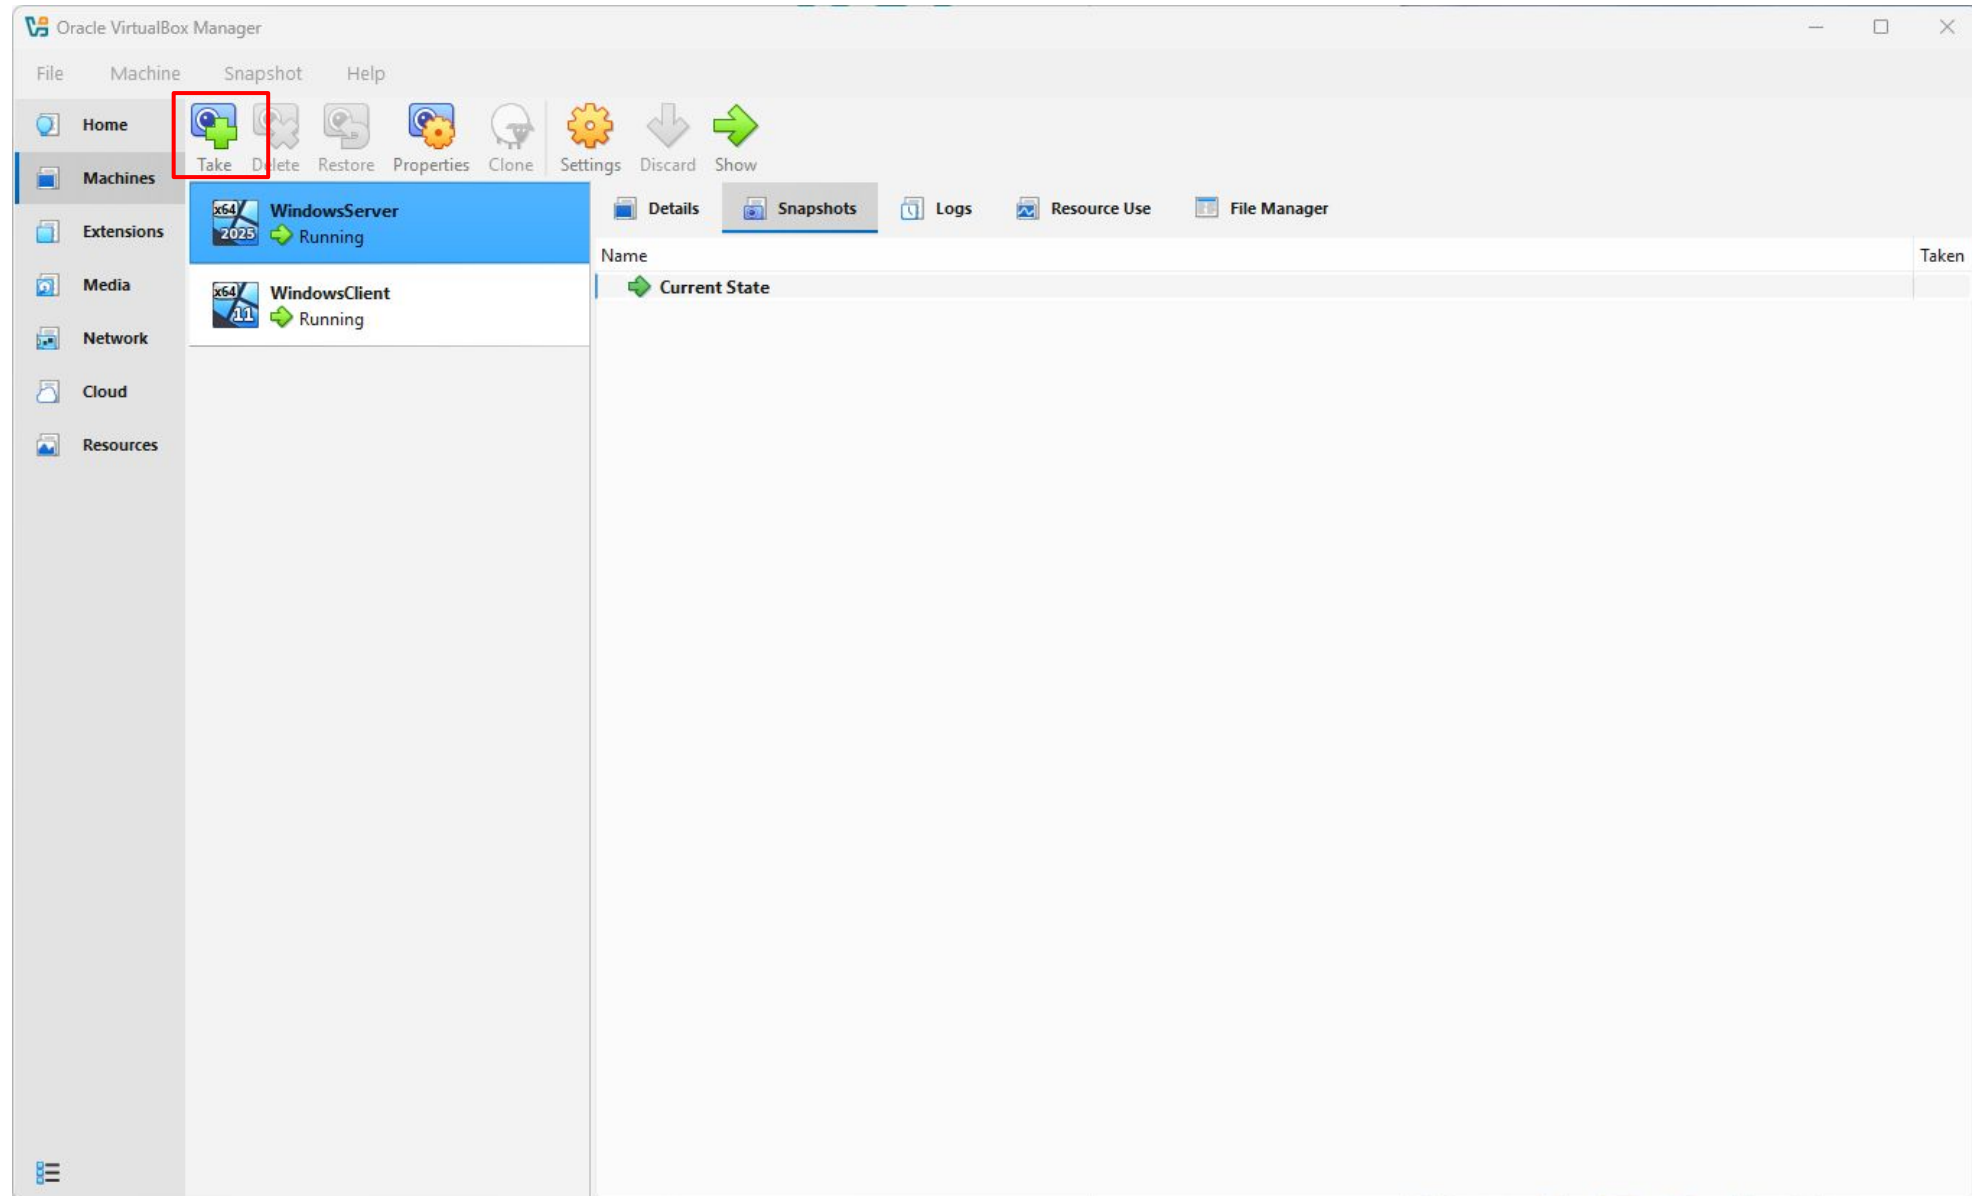 Oracle VirtualBox Manager
File Machine Snapshot Help
Home
Machines
Extensions
Media
Network
Cloud
Resources
Take Delete Restore Properties Clone Settings Discard Show
x64 2025
WindowsServer
Running
x64 11
WindowsClient
Running
Details Snapshots Logs Resource Use File Manager
Name Taken
Current State